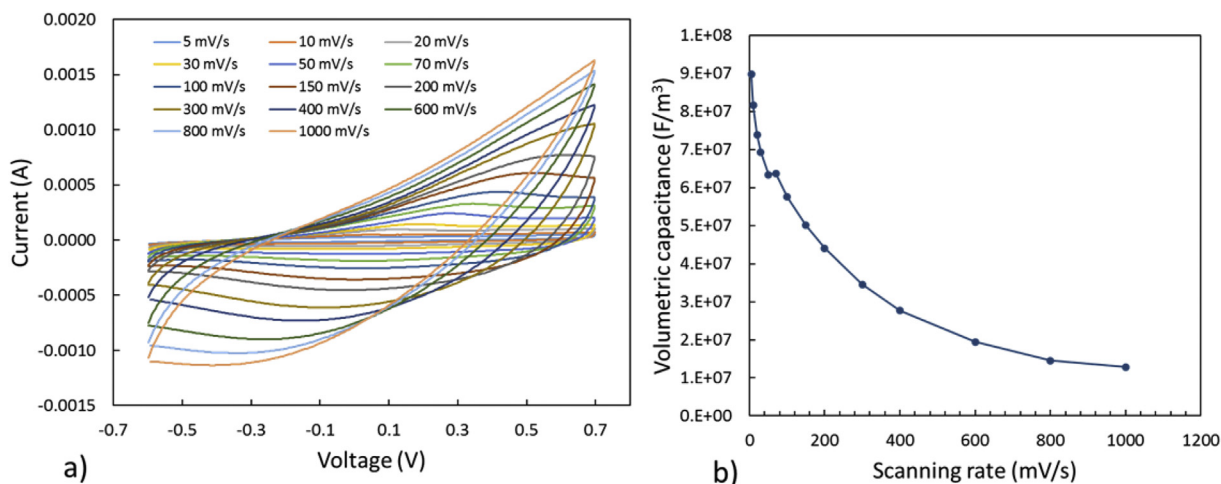 0.0020
0.0015
0.0010
0.0005
0.0000
-0.0005
-0.0010
-0.0015
Current (A)
5 mV/s 10 mV/s 20 mV/s
30 mV/s 50 mV/s 70 mV/s
100 mV/s 150 mV/s 200 mV/s
300 mV/s 400 mV/s 600 mV/s
800 mV/s 1000 mV/s
-0.7 -0.5 -0.3 -0.1 0.1 0.3 0.5 0.7
Voltage (V)
a)
1.E+08
9.E+07
8.E+07
7.E+07
6.E+07
5.E+07
4.E+07
3.E+07
2.E+07
1.E+07
0.E+00
Volumetric capacitance (F/m³)
0 200 400 600 800 1000 1200
Scanning rate (mV/s)
b)